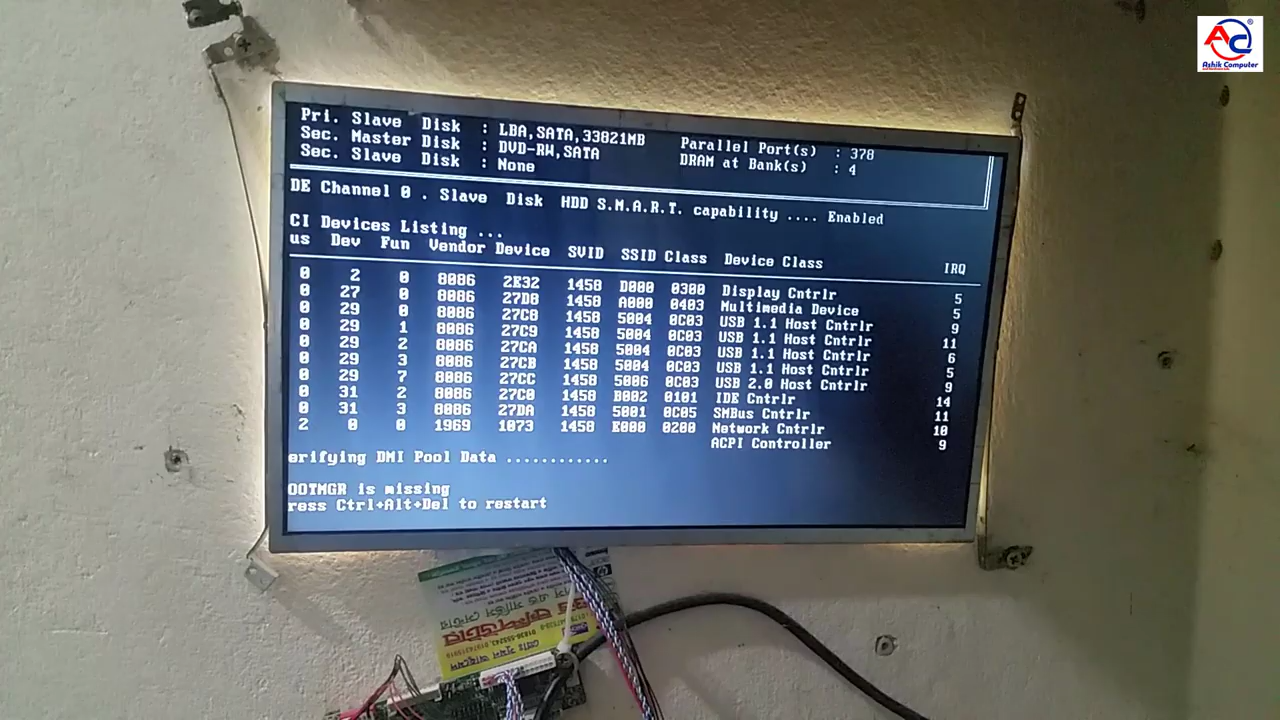 AC®
Ashik Computer
Pri. Slave Disk : LBA,SATA,33821MB Parallel Port(s) : 378
Sec. Master Disk : DVD-RW,SATA DRAM at Bank(s) : 4
Sec. Slave Disk : None
DE Channel 0 . Slave Disk HDD S.M.A.R.T. capability .... Enabled
CI Devices Listing ...
us Dev Fun Vendor Device SVID SSID Class Device Class IRQ
0 2 0 8086 2E32 1458 D000 0300 Display Cntrlr 5
0 27 0 8086 27D8 1458 A000 0403 Multimedia Device 5
0 29 0 8086 27C8 1458 5004 0C03 USB 1.1 Host Cntrlr 9
0 29 1 8086 27C9 1458 5004 0C03 USB 1.1 Host Cntrlr 11
0 29 2 8086 27CA 1458 5004 0C03 USB 1.1 Host Cntrlr 6
0 29 3 8086 27CB 1458 5004 0C03 USB 1.1 Host Cntrlr 5
0 29 7 8086 27CC 1458 5006 0C03 USB 2.0 Host Cntrlr 9
0 31 2 8086 27C0 1458 B002 0101 IDE Cntrlr 14
0 31 3 8086 27DA 1458 5001 0C05 SMBus Cntrlr 11
2 0 0 1969 1073 1458 E000 0200 Network Cntrlr 10
ACPI Controller 9
erifying DMI Pool Data ............
OOTMGR is missing
ress Ctrl+Alt+Del to restart
hp
কম্পিউটার